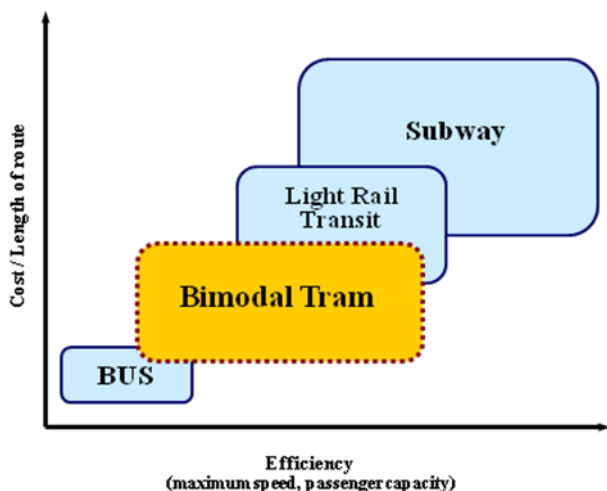 Cost / Length of route
Subway
Light Rail
Transit
Bimodal Tram
BUS
Efficiency
(maximum speed, passenger capacity)